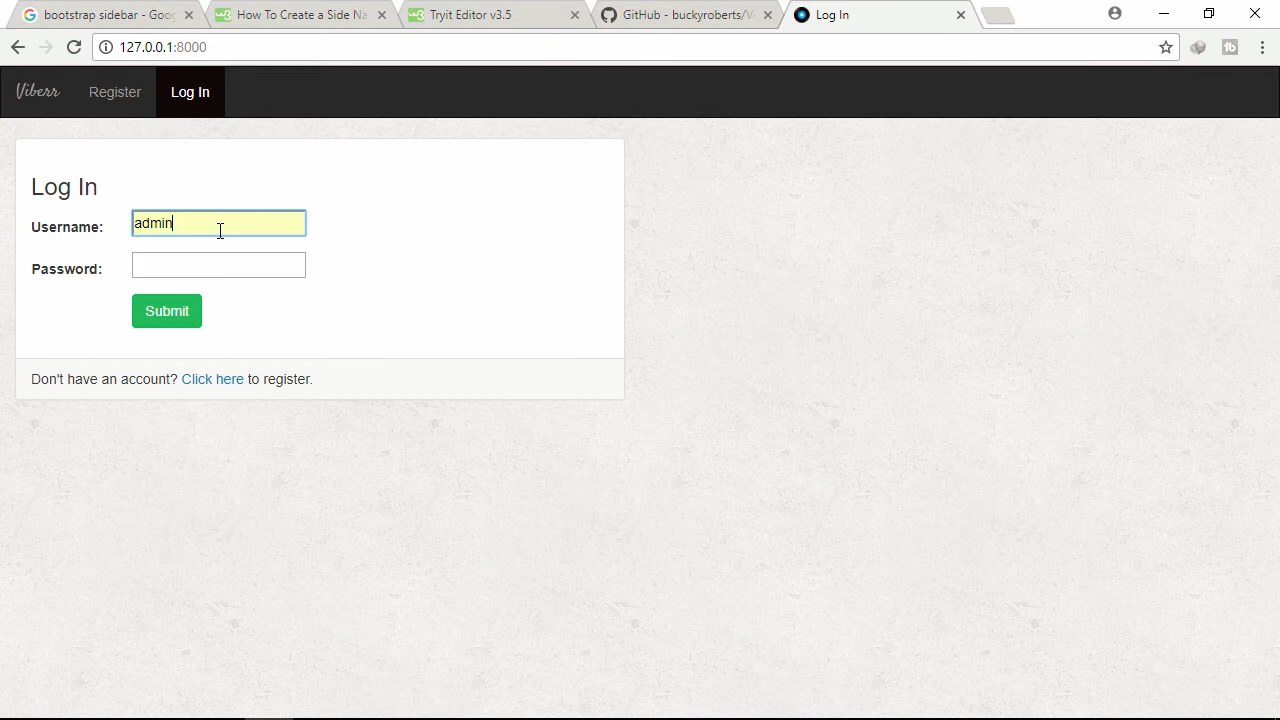 bootstrap sidebar - Goo
How To Create a Side Na
Tryit Editor v3.5
GitHub - buckyroberts/Vi
Log In
127.0.0.1:8000
Viberr
Register
Log In
Log In
Username:
admin
Password:
Submit
Don't have an account? Click here to register.